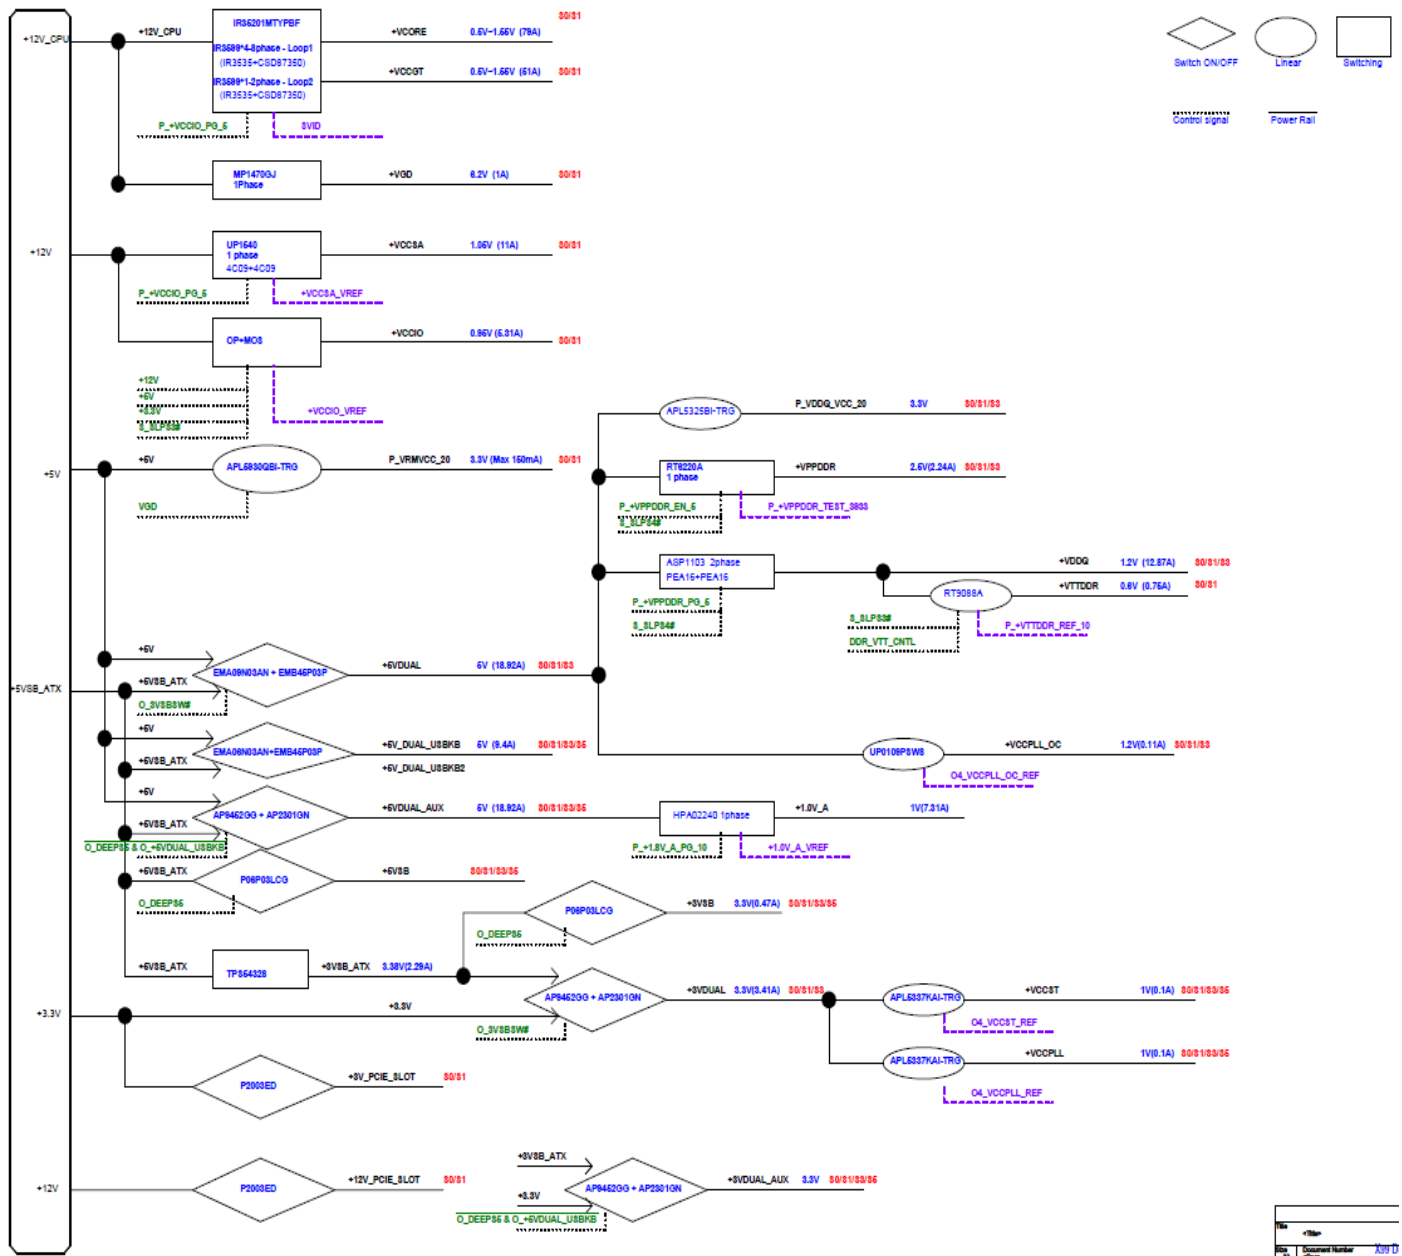 +12V_CPU
+12V_CPU
IR35201MTYPBF
IR3599*4-8phase - Loop1
(IR3535+CSD87350)
IR3599*1-2phase - Loop2
(IR3535+CSD87350)
+VCORE
0.5V~1.55V (79A)
S0/S1
+VCCGT
0.5V~1.55V (51A)
S0/S1
P_+VCCIO_PG_5
SVID
Switch ON/OFF
Linear
Switching
Control signal
Power Rail
MP1470GJ
1Phase
+VGD
6.2V (1A)
S0/S1
+12V
UP1540
1 phase
4C09+4C09
+VCCSA
1.05V (11A)
S0/S1
P_+VCCIO_PG_5
+VCCSA_VREF
OP+MOS
+VCCIO
0.95V (5.31A)
S0/S1
+12V
+5V
+3.3V
S_SLPS3#
+VCCIO_VREF
+5V
+5V
APL5930QBI-TRG
P_VRMVCC_20
3.3V (Max 150mA)
S0/S1
VGD
APL5325BI-TRG
P_VDDQ_VCC_20
3.3V
S0/S1/S3
RT6220A
1 phase
+VPPDDR
2.5V(2.24A)
S0/S1/S3
P_+VPPDDR_EN_5
S_SLPS4#
P_+VPPDDR_TEST_3833
ASP1103 2phase
PEA16+PEA16
+VDDQ
1.2V (12.87A)
S0/S1/S3
P_+VPPDDR_PG_5
S_SLPS4#
RT9088A
+VTTDDR
0.6V (0.75A)
S0/S1
S_SLPS3#
DDR_VTT_CNTL
P_+VTTDDR_REF_10
+5VSB_ATX
+5V
+5VSB_ATX
O_3VSBSW#
EMA09N03AN + EMB45P03P
+5VDUAL
5V (18.92A)
S0/S1/S3
+5V
+5VSB_ATX
EMA06N03AN+EMB45P03P
+5V_DUAL_USBKB
5V (9.4A)
S0/S1/S3/S5
+5V_DUAL_USBKB2
UP0109PSW8
+VCCPLL_OC
1.2V(0.11A)
S0/S1/S3
O4_VCCPLL_OC_REF
+5V
+5VSB_ATX
O_DEEPS5 & O_+5VDUAL_USBKB
AP9452GG + AP2301GN
+5VDUAL_AUX
5V (18.92A)
S0/S1/S3/S5
HPA02240 1phase
+1.0V_A
1V(7.31A)
P_+1.8V_A_PG_10
+1.0V_A_VREF
+5VSB_ATX
O_DEEPS5
P06P03LCG
+5VSB
S0/S1/S3/S5
P06P03LCG
+3VSB
3.3V(0.47A)
S0/S1/S3/S5
O_DEEPS5
+5VSB_ATX
TPS54328
+3VSB_ATX
3.38V(2.29A)
+3.3V
+3.3V
O_3VSBSW#
AP9452GG + AP2301GN
+3VDUAL
3.3V(3.41A)
S0/S1/S3
APL5337KAI-TRG
+VCCST
1V(0.1A)
S0/S1/S3/S5
O4_VCCST_REF
APL5337KAI-TRG
+VCCPLL
1V(0.1A)
S0/S1/S3/S5
O4_VCCPLL_REF
P2003ED
+3V_PCIE_SLOT
S0/S1
+12V
P2003ED
+12V_PCIE_SLOT
S0/S1
+3VSB_ATX
+3.3V
O_DEEPS5 & O_+5VDUAL_USBKB
AP9452GG + AP2301GN
+3VDUAL_AUX
3.3V
S0/S1/S3/S5
Title
<Title>
Size
Document Number
X99 D